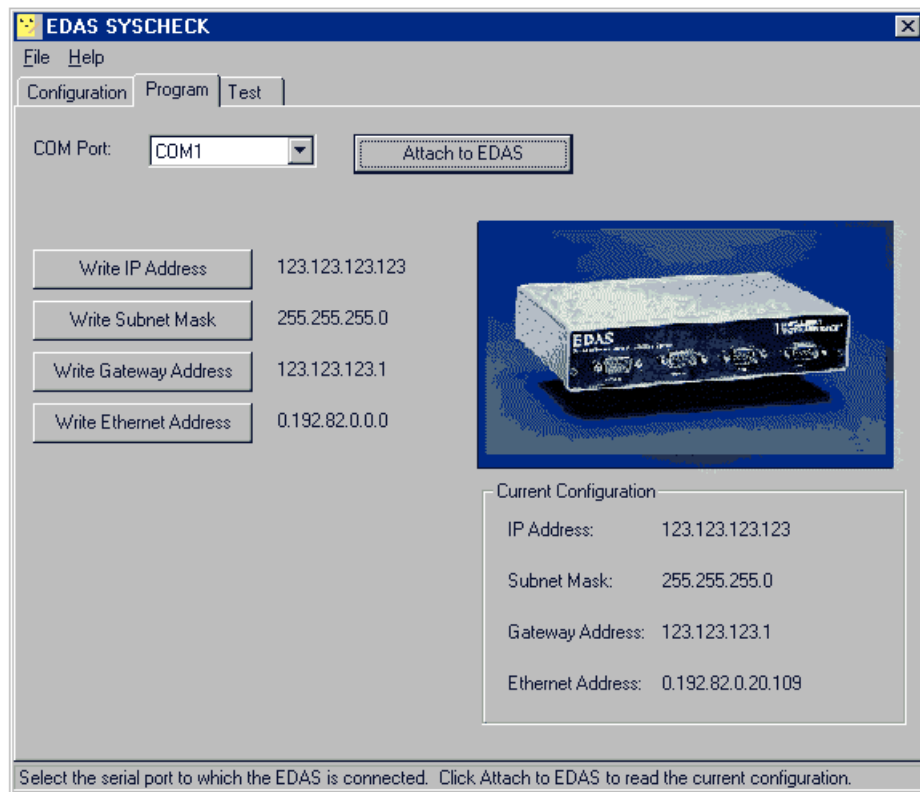 EDAS SYSCHECK
File Help
Configuration Program Test
COM Port: COM1 Attach to EDAS
Write IP Address 123.123.123.123
Write Subnet Mask 255.255.255.0
Write Gateway Address 123.123.123.1
Write Ethernet Address 0.192.82.0.0.0
EDAS
Current Configuration
IP Address: 123.123.123.123
Subnet Mask: 255.255.255.0
Gateway Address: 123.123.123.1
Ethernet Address: 0.192.82.0.20.109
Select the serial port to which the EDAS is connected. Click Attach to EDAS to read the current configuration.